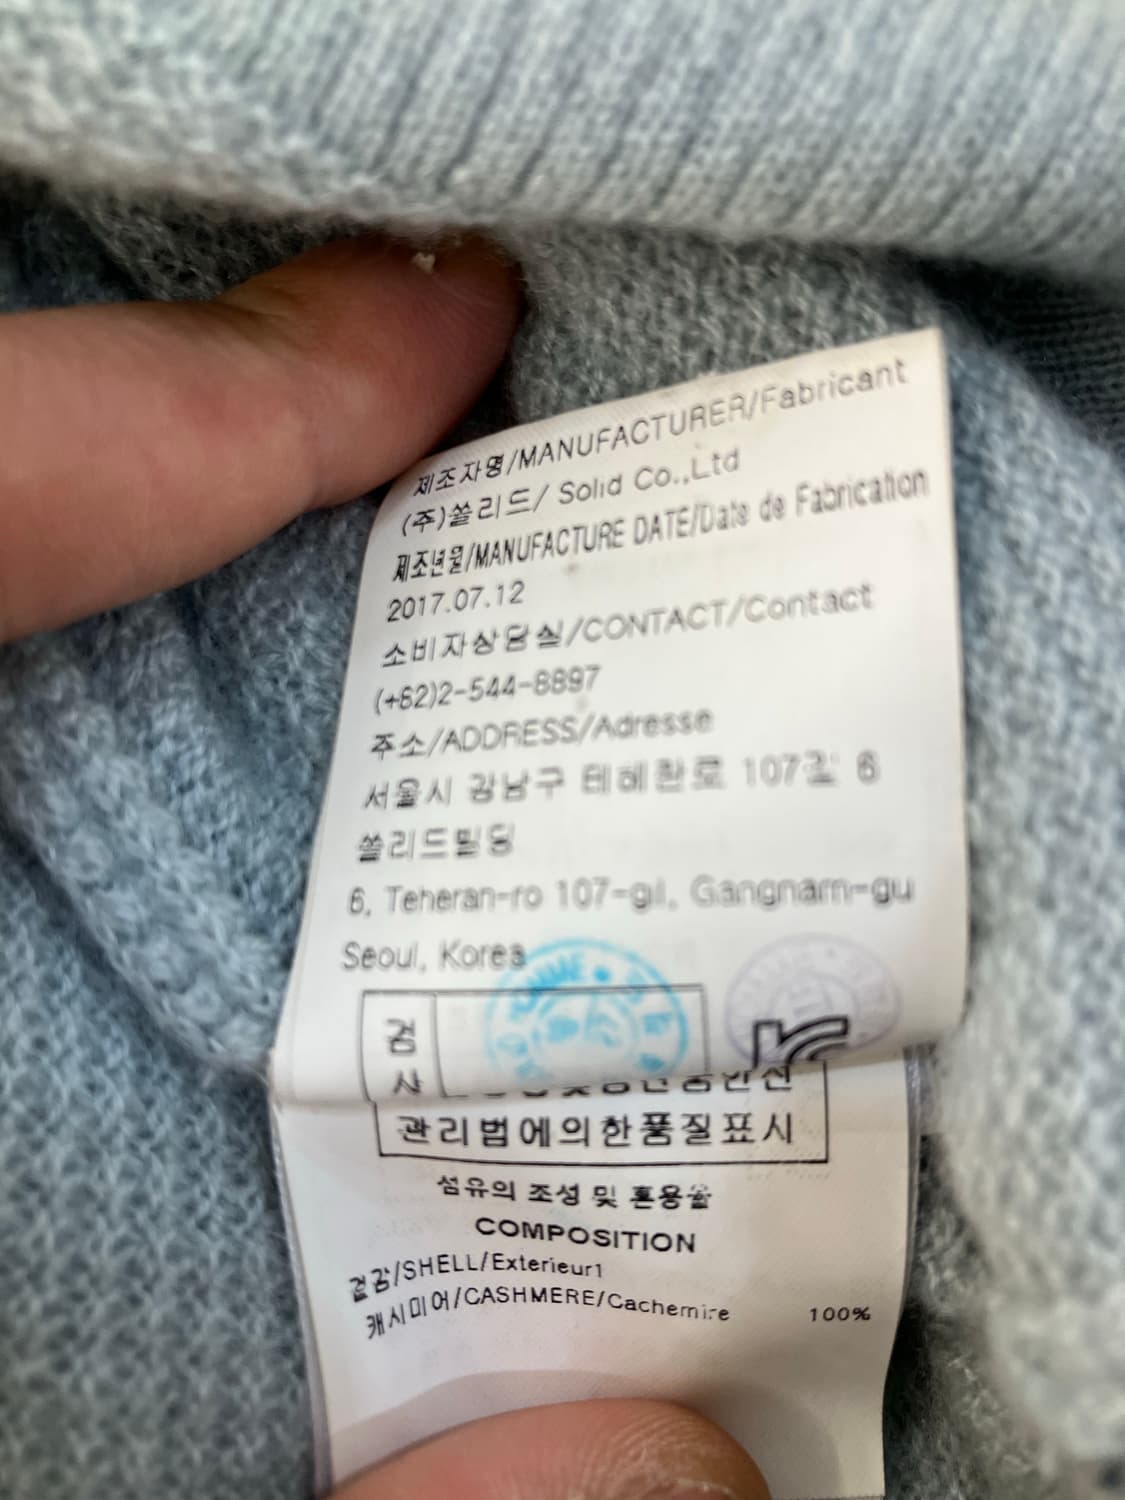 제조자명/MANUFACTURER/Fabricant
(주)쏠리드/ Solid Co.,Ltd
제조년월/MANUFACTURE DATE/Date de Fabrication
2017.07.12
소비자상담실/CONTACT/Contact
(+82)2-544-8897
주소/ADDRESS/Adresse
서울시 강남구 테헤란로 107길 6
쏠리드빌딩
6, Teheran-ro 107-gil, Gangnam-gu
Seoul, Korea
검사
관리법에의한품질표시
섬유의 조성 및 혼용율
COMPOSITION
겉감/SHELL/Exterieur1
캐시미어/CASHMERE/Cachemire 100%